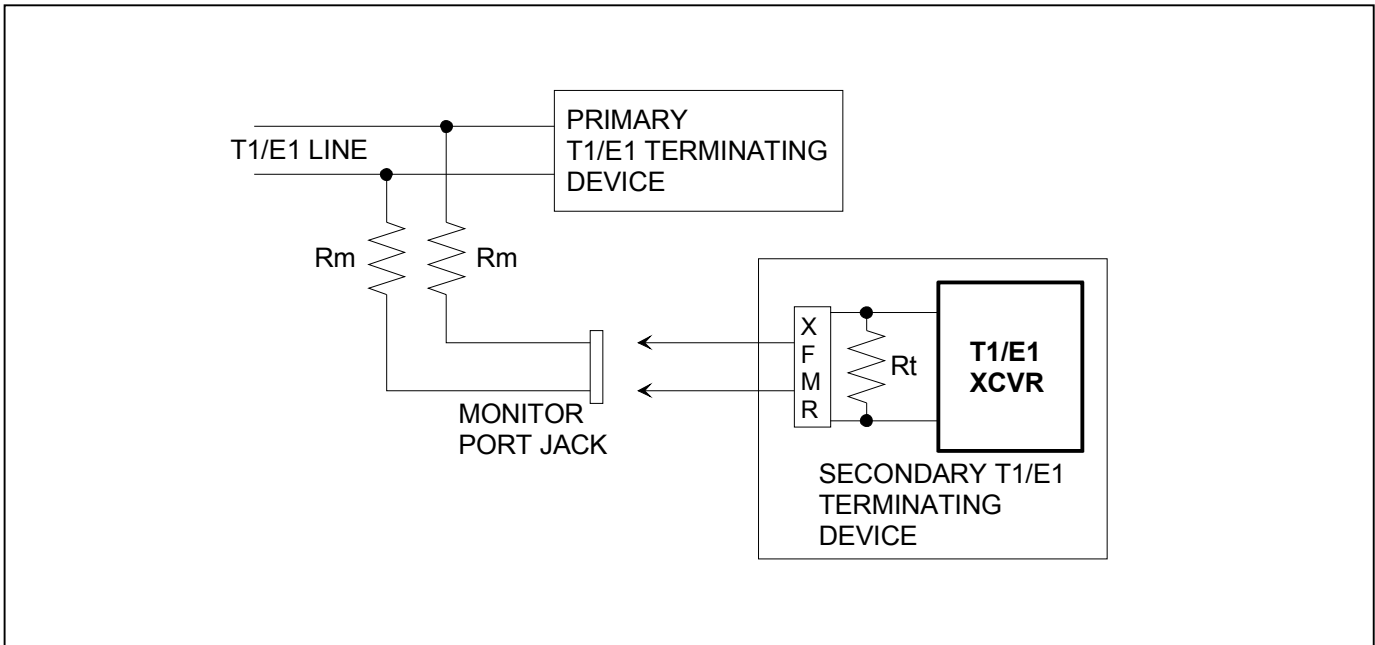 PRIMARY
T1/E1 TERMINATING
DEVICE
T1/E1 LINE
Rm
Rm
MONITOR
PORT JACK
X
F
M
R
Rt
T1/E1
XCVR
SECONDARY T1/E1
TERMINATING
DEVICE